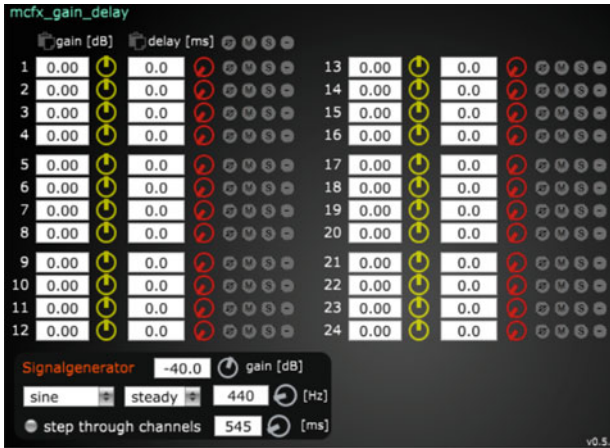 mcfx_gain_delay
gain [dB] delay [ms] Ø M S
1 0.00 0.0 Ø M S 13 0.00 0.0 Ø M S
2 0.00 0.0 Ø M S 14 0.00 0.0 Ø M S
3 0.00 0.0 Ø M S 15 0.00 0.0 Ø M S
4 0.00 0.0 Ø M S 16 0.00 0.0 Ø M S
5 0.00 0.0 Ø M S 17 0.00 0.0 Ø M S
6 0.00 0.0 Ø M S 18 0.00 0.0 Ø M S
7 0.00 0.0 Ø M S 19 0.00 0.0 Ø M S
8 0.00 0.0 Ø M S 20 0.00 0.0 Ø M S
9 0.00 0.0 Ø M S 21 0.00 0.0 Ø M S
10 0.00 0.0 Ø M S 22 0.00 0.0 Ø M S
11 0.00 0.0 Ø M S 23 0.00 0.0 Ø M S
12 0.00 0.0 Ø M S 24 0.00 0.0 Ø M S
Signalgenerator -40.0 gain [dB]
sine steady 440 [Hz]
step through channels 545 [ms]